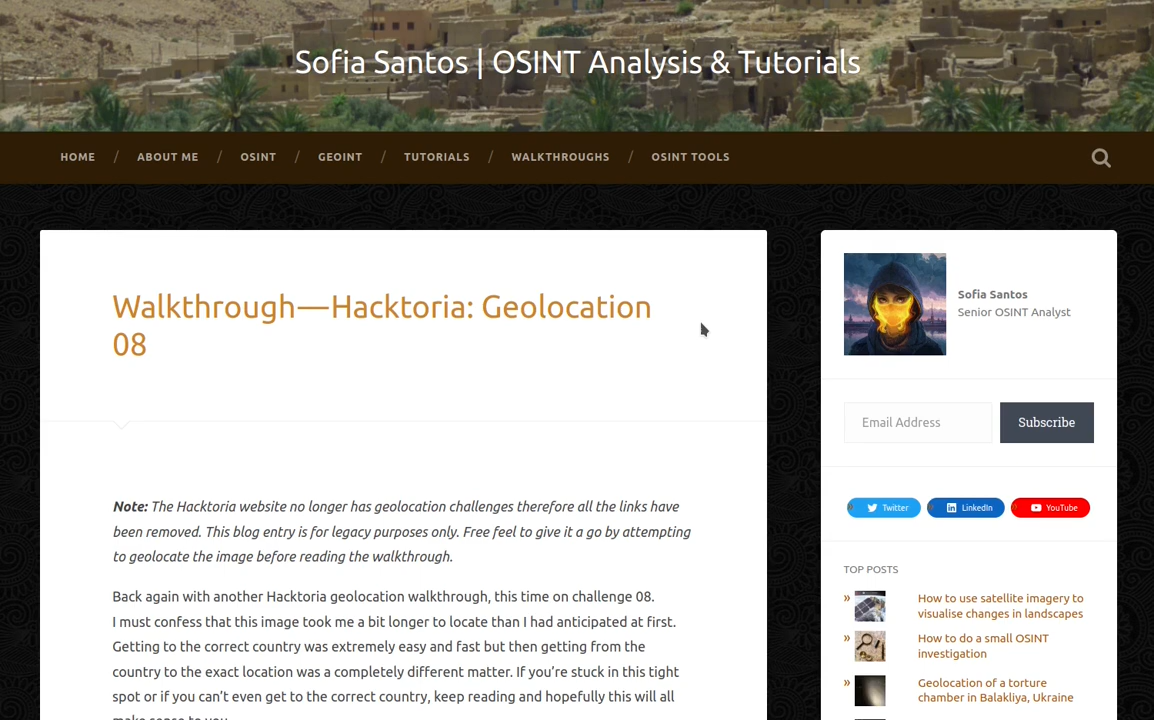 Sofia Santos | OSINT Analysis & Tutorials
HOME / ABOUT ME / OSINT / GEOINT / TUTORIALS / WALKTHROUGHS / OSINT TOOLS
Walkthrough — Hacktoria: Geolocation
08
Note: The Hacktoria website no longer has geolocation challenges therefore all the links have
been removed. This blog entry is for legacy purposes only. Free feel to give it a go by attempting
to geolocate the image before reading the walkthrough.
Back again with another Hacktoria geolocation walkthrough, this time on challenge 08.
I must confess that this image took me a bit longer to locate than I had anticipated at first.
Getting to the correct country was extremely easy and fast but then getting from the
country to the exact location was a completely different matter. If you’re stuck in this tight
spot or if you can’t even get to the correct country, keep reading and hopefully this will all
make sense to you.
Sofia Santos
Senior OSINT Analyst
Email Address
Subscribe
Twitter
LinkedIn
YouTube
TOP POSTS
» How to use satellite imagery to
visualise changes in landscapes
» How to do a small OSINT
investigation
» Geolocation of a torture
chamber in Balakliya, Ukraine